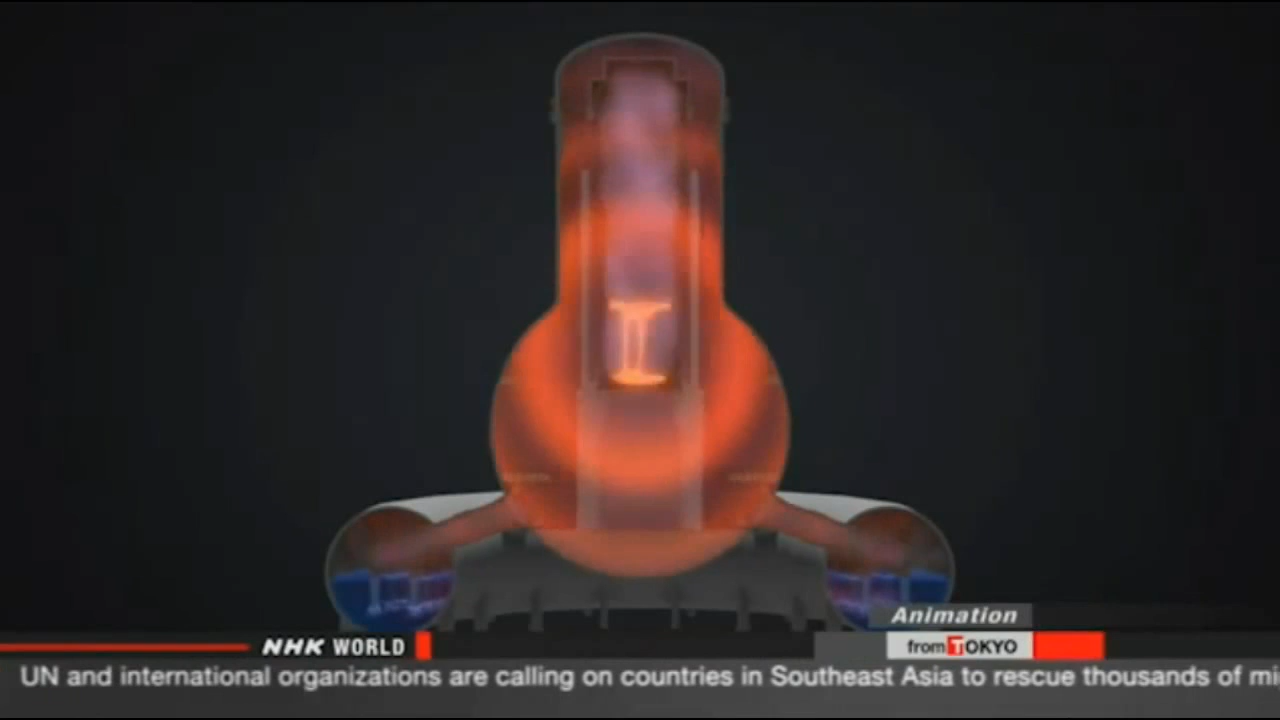 Animation
NHK WORLD
from TOKYO
UN and international organizations are calling on countries in Southeast Asia to rescue thousands of mi